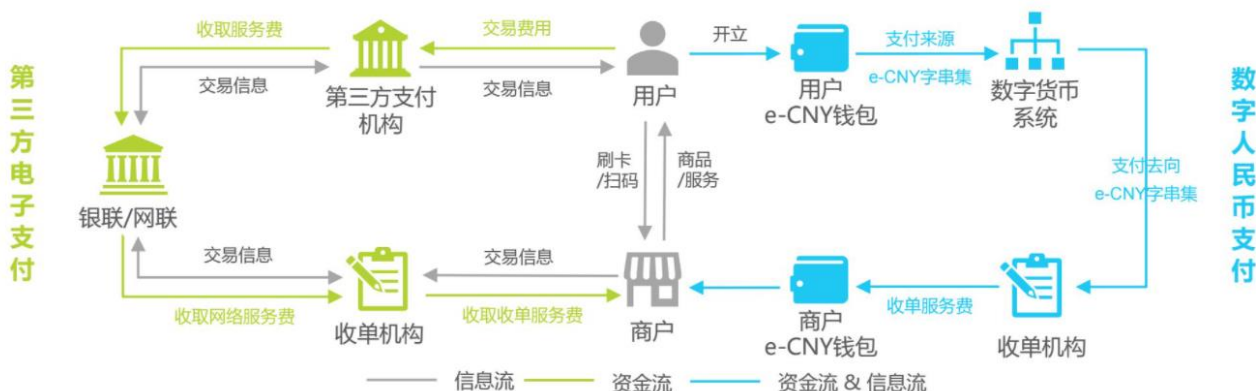 第三方电子支付
收取服务费
交易信息
第三方支付
机构
交易费用
交易信息
用户
开立
用户
e-CNY钱包
支付来源
e-CNY字串集
数字货币
系统
数字人民币支付
银联/网联
刷卡
/扫码
商品
/服务
支付去向
e-CNY字串集
交易信息
收取网络服务费
收单机构
交易信息
收取收单服务费
商户
商户
e-CNY钱包
收单服务费
收单机构
信息流
资金流
资金流 & 信息流